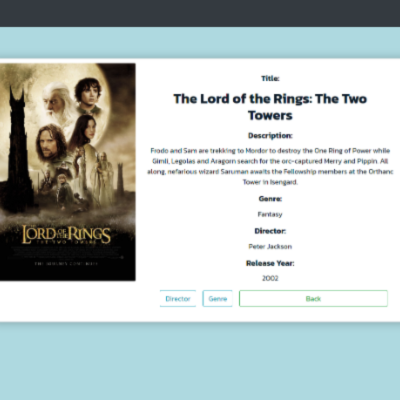 Title:
The Lord of the Rings: The Two
Towers
Description:
Frodo and Sam are trekking to Mordor to destroy the One Ring of Power while
Gimli, Legolas and Aragorn search for the orc-captured Merry and Pippin. All
along, nefarious wizard Saruman awaits the Fellowship members at the Orthanc
Tower in Isengard.
Genre:
Fantasy
Director:
Peter Jackson
Release Year:
2002
Director
Genre
Back
THE
LORD OF THE RINGS
THE TWO TOWERS